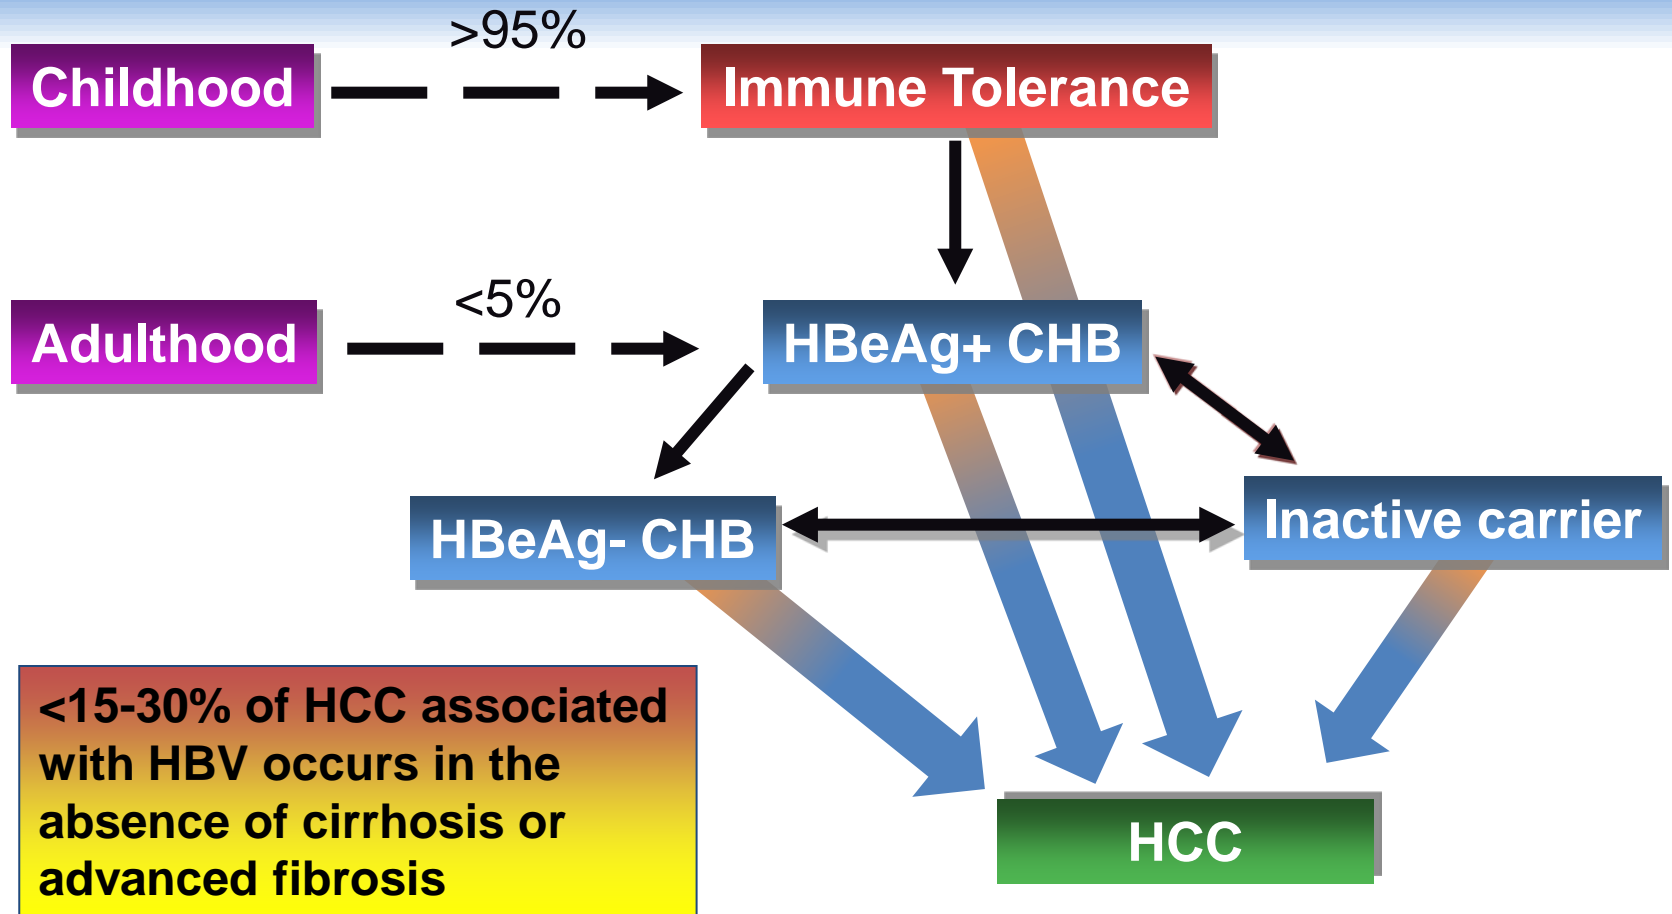 >95%
Childhood
Immune Tolerance
<5%
Adulthood
HBeAg+ CHB
HBeAg- CHB
Inactive carrier
<15-30% of HCC associated
with HBV occurs in the
absence of cirrhosis or
advanced fibrosis
HCC